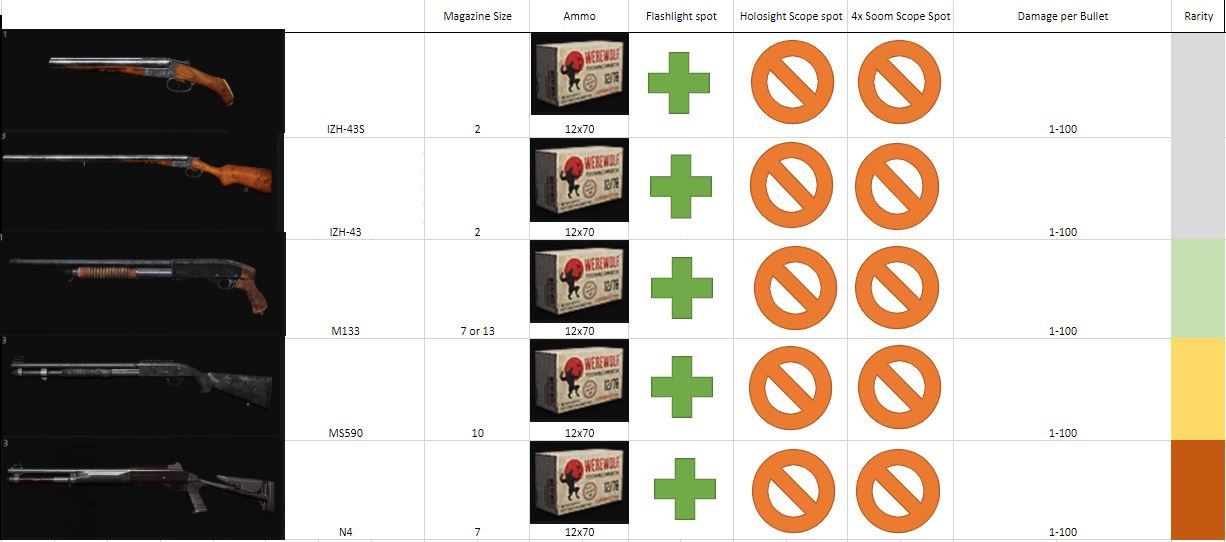 Magazine Size Ammo Flashlight spot Holosight Scope spot 4x Soom Scope Spot Damage per Bullet Rarity
1
WEREWOLF
12/70
IZH-43S 2 12x70 1-100
3
WEREWOLF
12/70
IZH-43 2 12x70 1-100
1
WEREWOLF
12/70
M133 7 or 13 12x70 1-100
3
WEREWOLF
12/70
MS590 10 12x70 1-100
3
WEREWOLF
12/70
N4 7 12x70 1-100